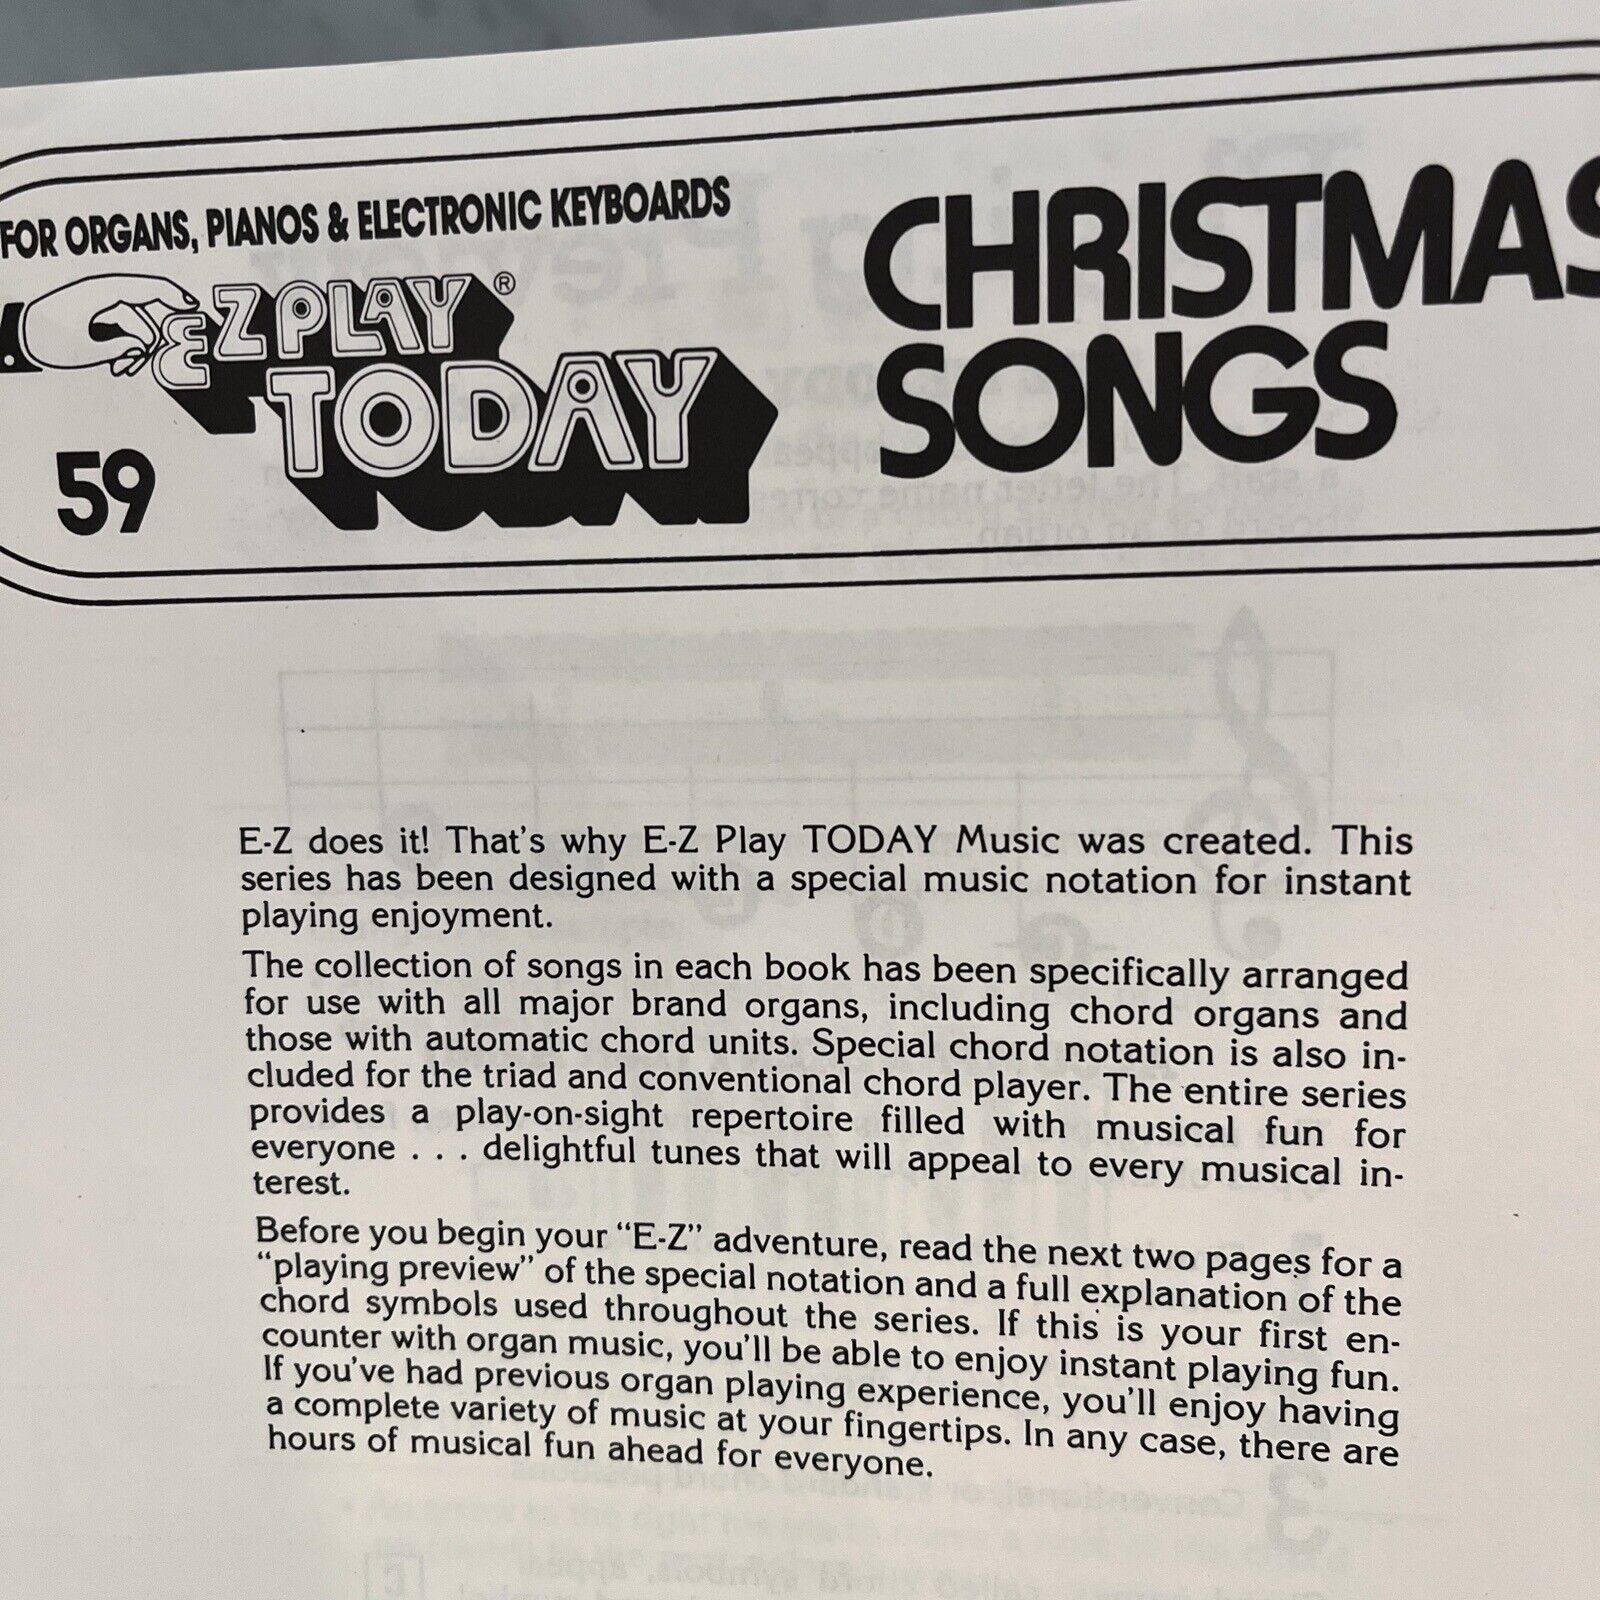 FOR ORGANS, PIANOS & ELECTRONIC KEYBOARDS
E-Z PLAY ®
TODAY
59
CHRISTMAS
SONGS
E-Z does it! That's why E-Z Play TODAY Music was created. This
series has been designed with a special music notation for instant
playing enjoyment.
The collection of songs in each book has been specifically arranged
for use with all major brand organs, including chord organs and
those with automatic chord units. Special chord notation is also in-
cluded for the triad and conventional chord player. The entire series
provides a play-on-sight repertoire filled with musical fun for
everyone . . . delightful tunes that will appeal to every musical in-
terest.
Before you begin your “E-Z” adventure, read the next two pages for a
“playing preview” of the special notation and a full explanation of the
chord symbols used throughout the series. If this is your first en-
counter with organ music, you'll be able to enjoy instant playing fun.
If you've had previous organ playing experience, you'll enjoy having
a complete variety of music at your fingertips. In any case, there are
hours of musical fun ahead for everyone.